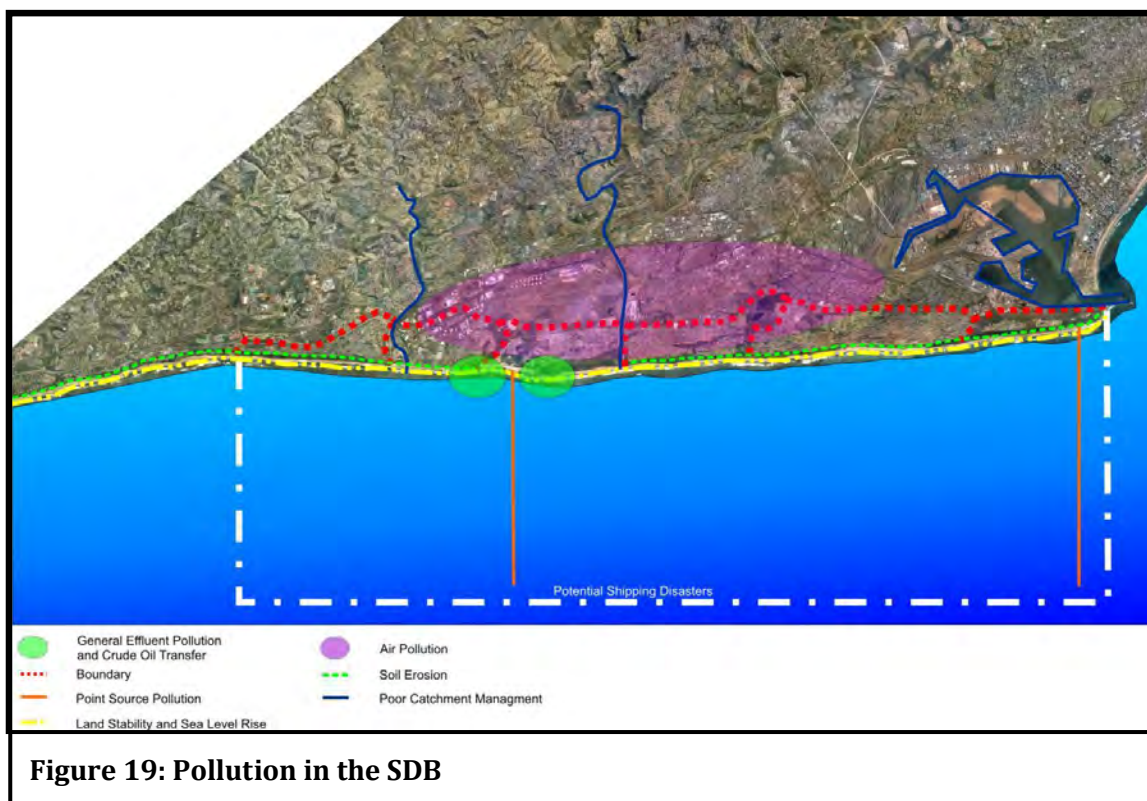 Potential Shipping Disasters
General Effluent Pollution
and Crude Oil Transfer
Boundary
Point Source Pollution
Land Stability and Sea Level Rise
Air Pollution
Soil Erosion
Poor Catchment Managment
Figure 19: Pollution in the SDB